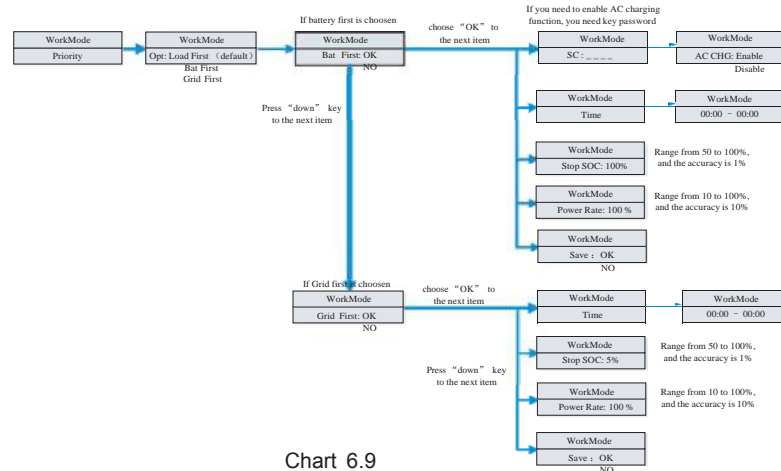 If battery first is choosen
choose “OK” to
the next item
If you need to enable AC charging
function, you need key password
WorkMode
Priority
WorkMode
Opt: Load First （default）
Bat First
Grid First
WorkMode
Bat First: OK
NO
WorkMode
SC : _ _ _ _
WorkMode
AC CHG: Enable
Disable
Press “down” key
to the next item
WorkMode
Time
WorkMode
00:00 - 00:00
WorkMode
Stop SOC: 100%
Range from 50 to 100%,
and the accuracy is 1%
WorkMode
Power Rate: 100 %
Range from 10 to 100%,
and the accuracy is 10%
WorkMode
Save： OK
NO
If Grid first is choosen
WorkMode
Grid First: OK
NO
choose “OK” to
the next item
WorkMode
Time
WorkMode
00:00 - 00:00
Press “down” key
to the next item
WorkMode
Stop SOC: 5%
Range from 50 to 100%,
and the accuracy is 1%
WorkMode
Power Rate: 100 %
Range from 10 to 100%,
and the accuracy is 10%
WorkMode
Save： OK
NO
Chart 6.9